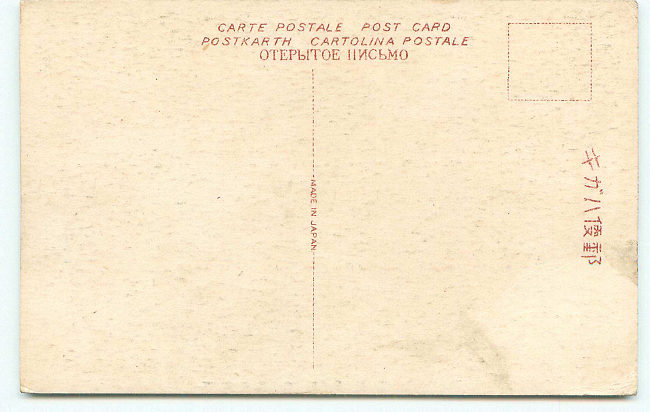 CARTE POSTALE POST CARD
POSTKARTH CARTOLINA POSTALE
ОТЕРЫТОЕ ПИСЬМО
MADE IN JAPAN
キガハ便郵